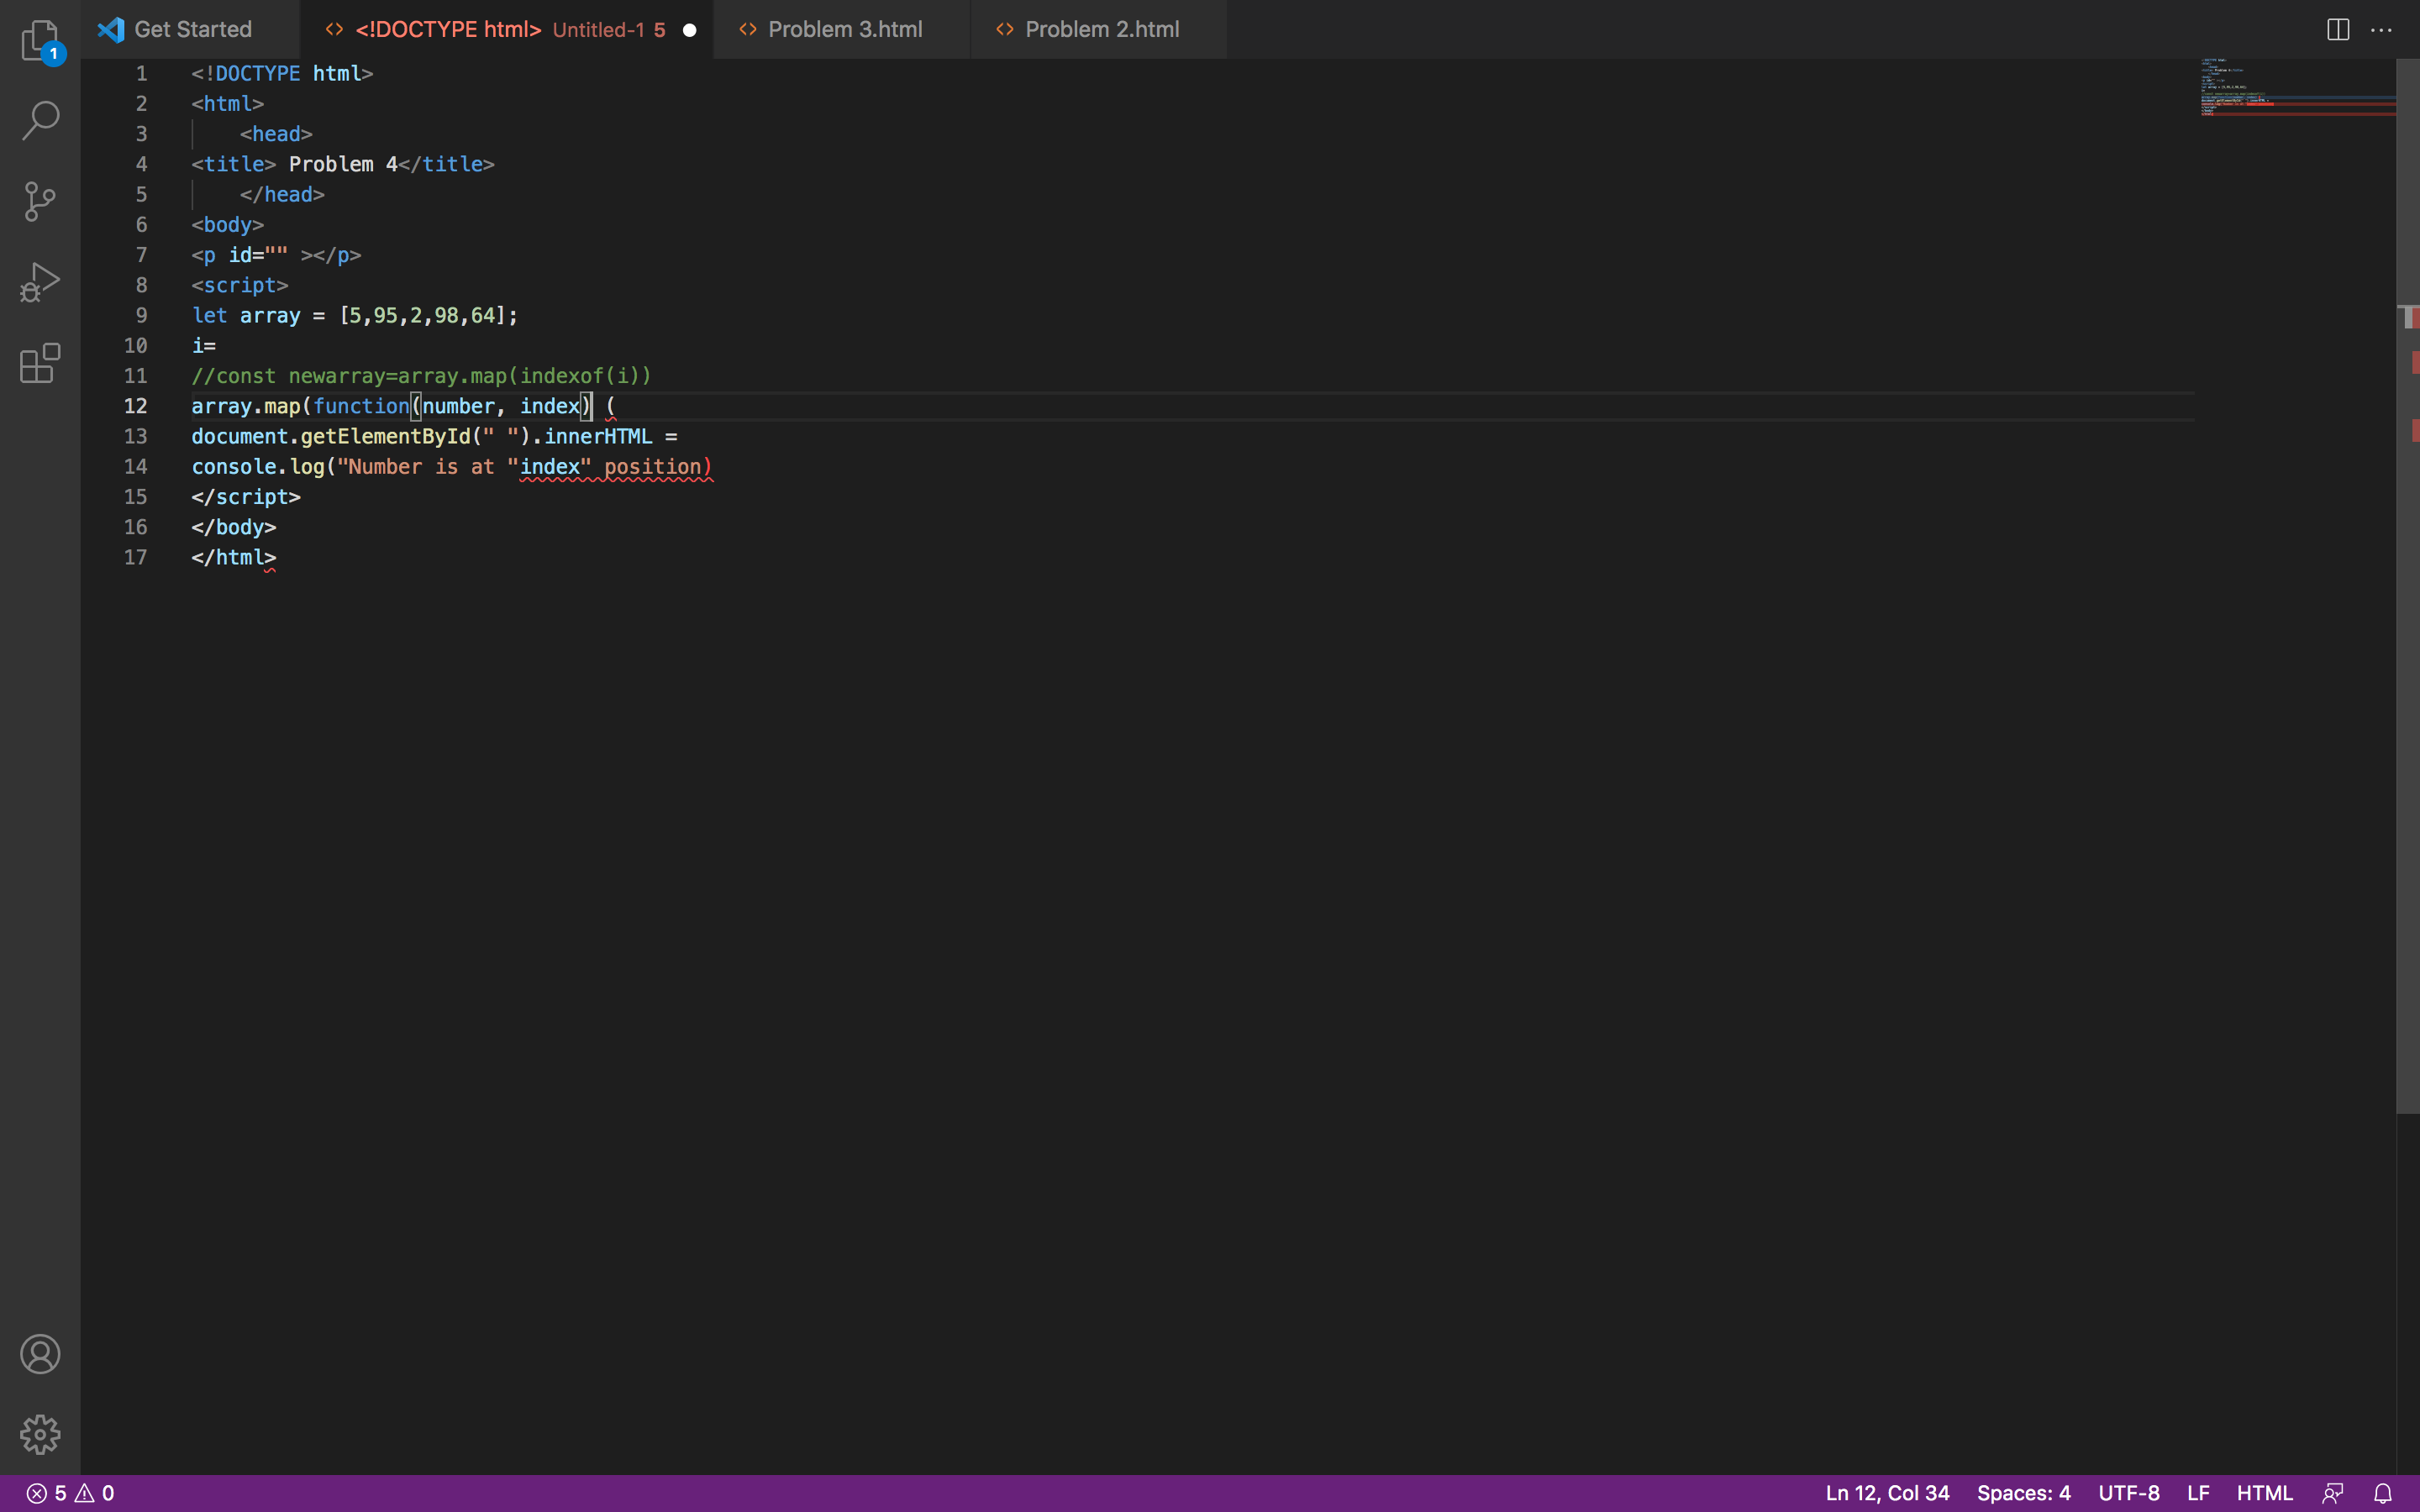 1
Get Started
<!DOCTYPE html> Untitled-1 5
Problem 3.html
Problem 2.html
1 <!DOCTYPE html>
2 <html>
3 <head>
4 <title> Problem 4</title>
5 </head>
6 <body>
7 <p id="" ></p>
8 <script>
9 let array = [5,95,2,98,64];
10 i=
11 //const newarray=array.map(indexof(i))
12 array.map(function(number, index) (
13 document.getElementById(" ").innerHTML =
14 console.log("Number is at "index" position)
15 </script>
16 </body>
17 </html>
5 0
Ln 12, Col 34 Spaces: 4 UTF-8 LF HTML